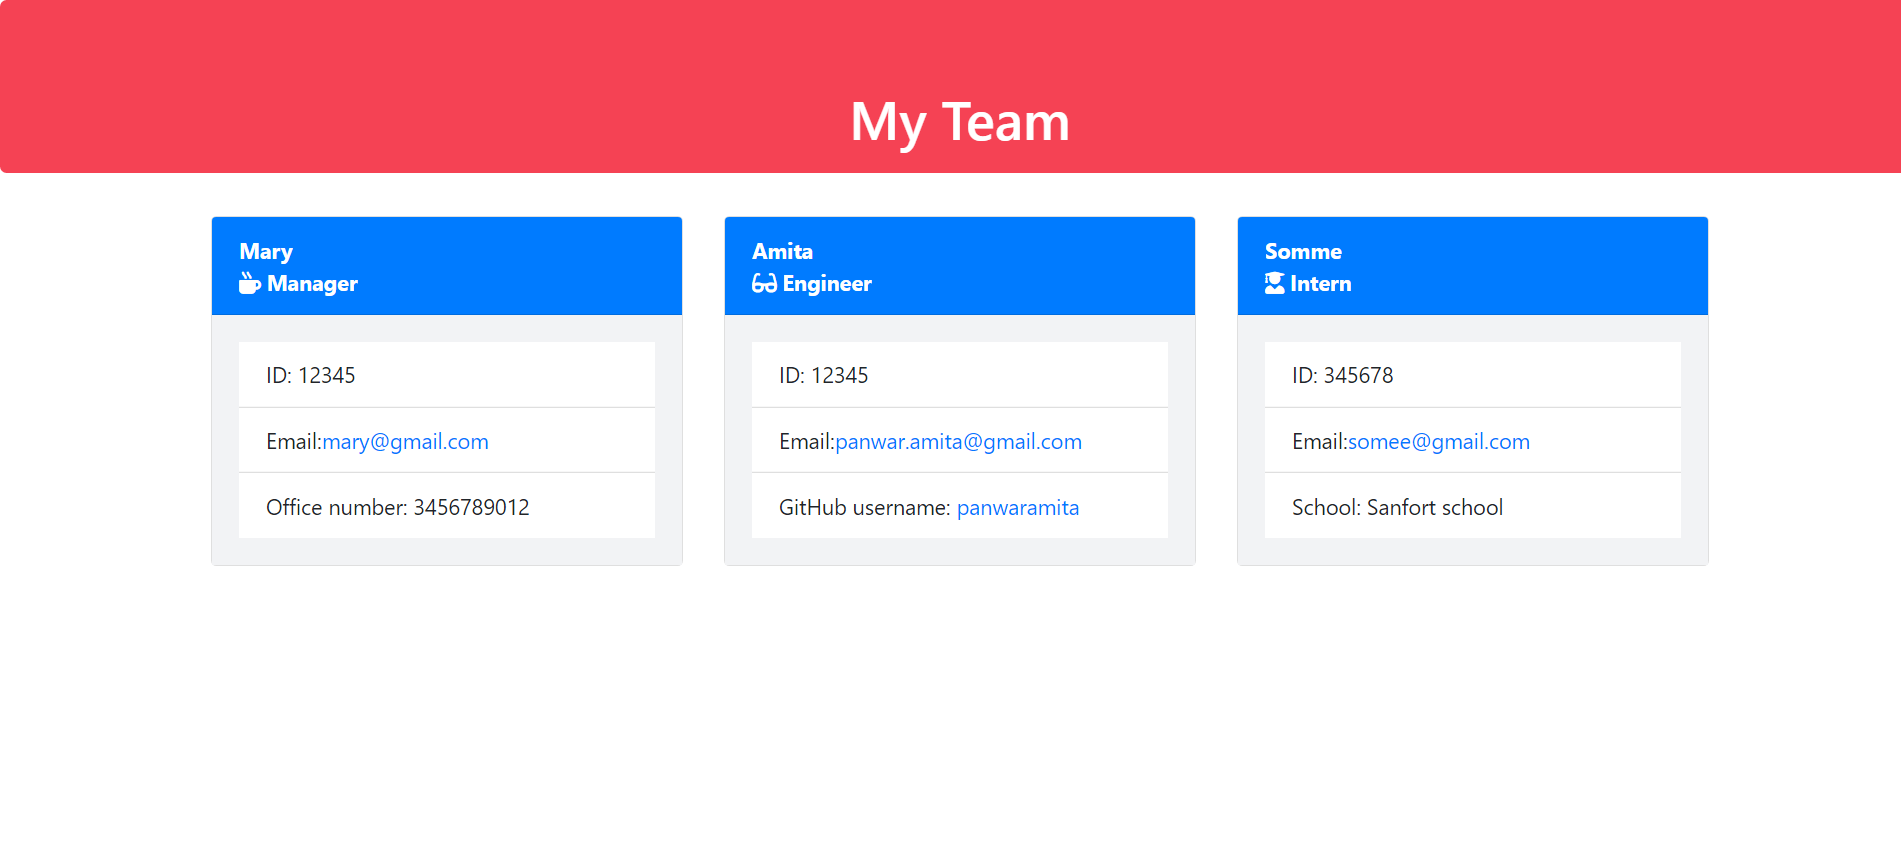 My Team
Mary
Manager
ID: 12345
Email:mary@gmail.com
Office number: 3456789012
Amita
Engineer
ID: 12345
Email:panwar.amita@gmail.com
GitHub username: panwaramita
Somme
Intern
ID: 345678
Email:somee@gmail.com
School: Sanfort school